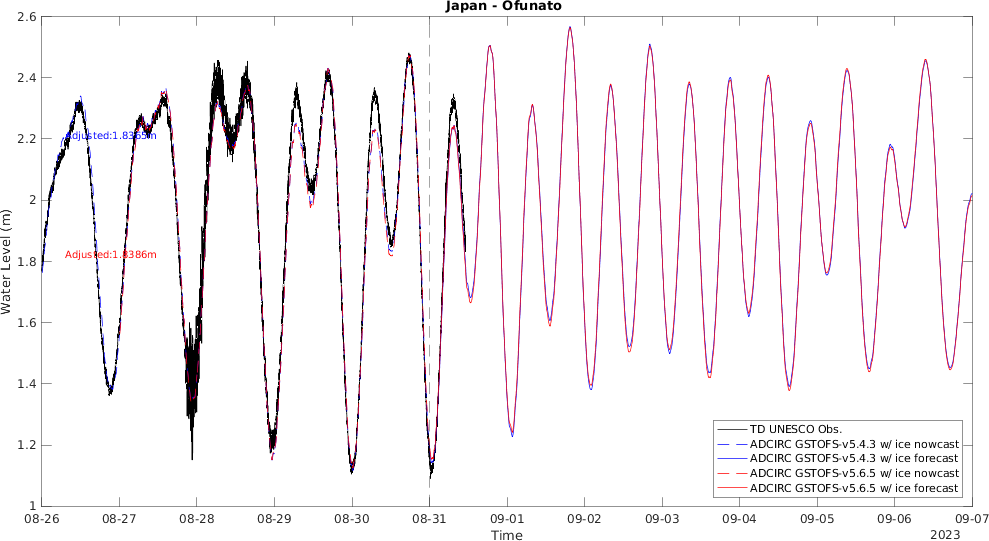 Japan - Ofunato
2.6
2.4
2.2
2
1.8
1.6
1.4
1.2
1
Water Level (m)
Adjusted:1.8365m
Adjusted:1.8386m
TD UNESCO Obs.
ADCIRC GSTOFS-v5.4.3 w/ ice nowcast
ADCIRC GSTOFS-v5.4.3 w/ ice forecast
ADCIRC GSTOFS-v5.6.5 w/ ice nowcast
ADCIRC GSTOFS-v5.6.5 w/ ice forecast
08-26 08-27 08-28 08-29 08-30 08-31 09-01 09-02 09-03 09-04 09-05 09-06 09-07
Time
2023